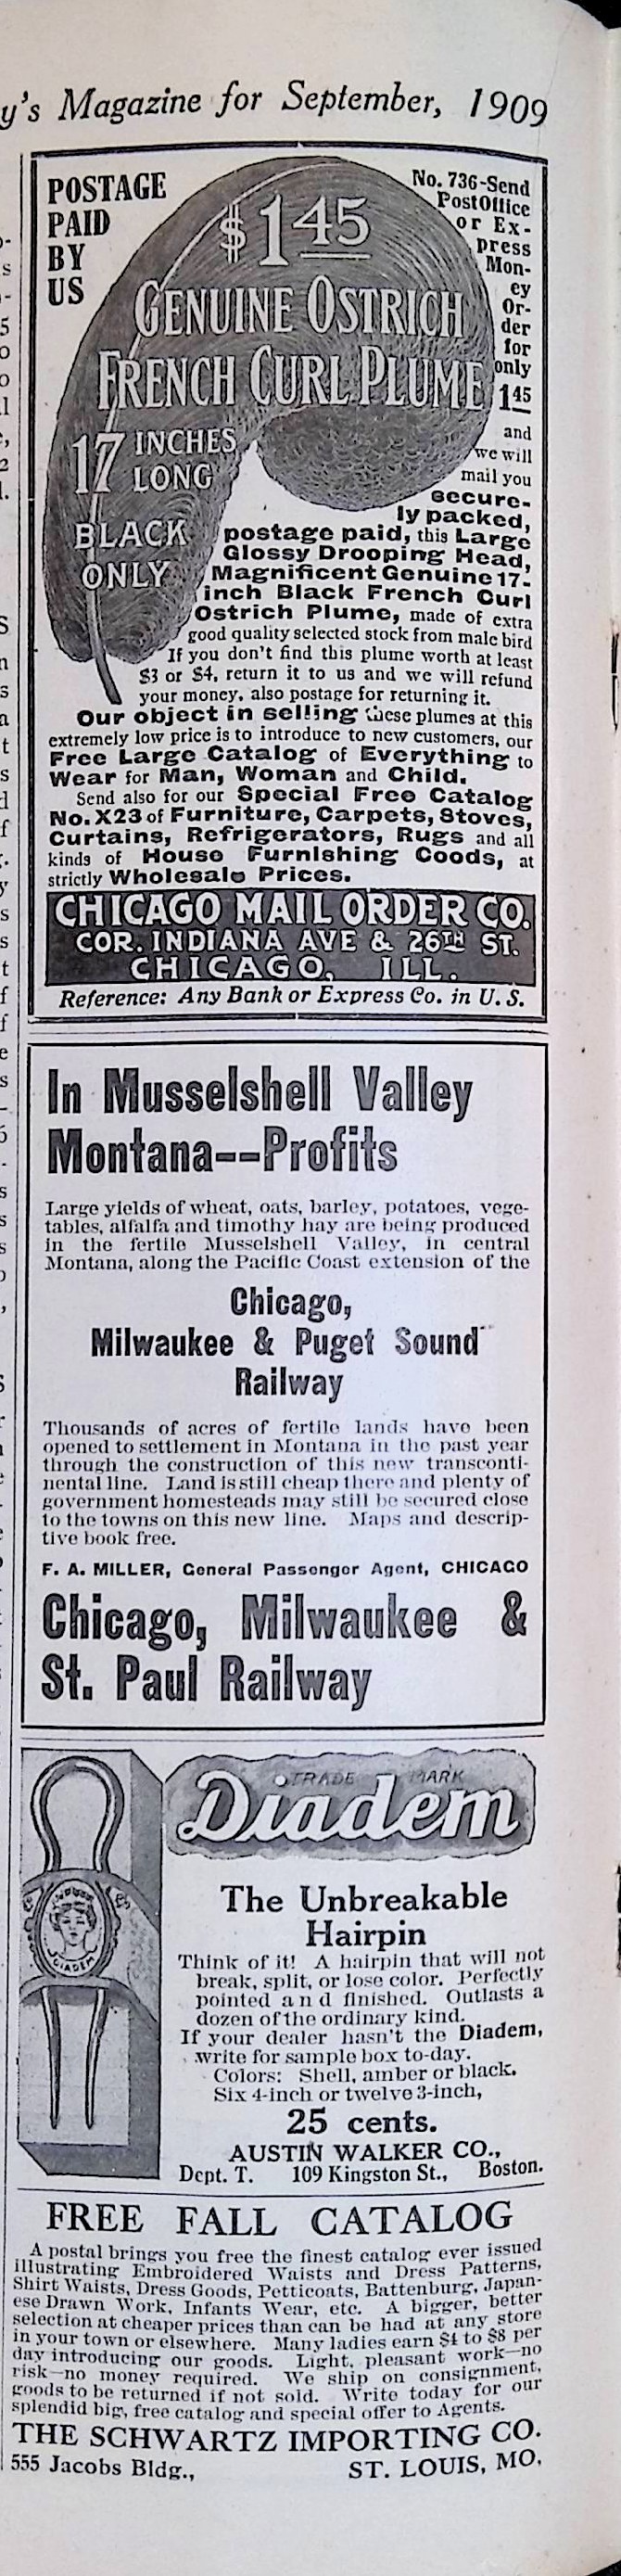 y's Magazine for September, 1909
POSTAGE
PAID
BY
US
$1 45
GENUINE OSTRICH
FRENCH CURL PLUME
17 INCHES
LONG
BLACK
ONLY
No. 736-Send
PostOffice
or Ex-
press
Mon-
ey
Or-
der
for
only
1 45
and
we will
mail you
secure-
ly packed,
postage paid, this Large
Glossy Drooping Head,
Magnificent Genuine 17-
inch Black French Curl
Ostrich Plume, made of extra
good quality selected stock from male bird
If you don't find this plume worth at least
$3 or $4, return it to us and we will refund
your money, also postage for returning it.
Our object in selling these plumes at this
extremely low price is to introduce to new customers, our
Free Large Catalog of Everything to
Wear for Man, Woman and Child.
Send also for our Special Free Catalog
No. X23 of Furniture, Carpets, Stoves,
Curtains, Refrigerators, Rugs and all
kinds of House Furnishing Goods, at
strictly Wholesale Prices.
CHICAGO MAIL ORDER CO.
COR. INDIANA AVE & 26TH ST.
CHICAGO, ILL.
Reference: Any Bank or Express Co. in U. S.
In Musselshell Valley
Montana--Profits
Large yields of wheat, oats, barley, potatoes, vege-
tables, alfalfa and timothy hay are being produced
in the fertile Musselshell Valley, in central
Montana, along the Pacific Coast extension of the
Chicago,
Milwaukee & Puget Sound
Railway
Thousands of acres of fertile lands have been
opened to settlement in Montana in the past year
through the construction of this new transconti-
nental line. Land is still cheap there and plenty of
government homesteads may still be secured close
to the towns on this new line. Maps and descrip-
tive book free.
F. A. MILLER, General Passenger Agent, CHICAGO
Chicago, Milwaukee &
St. Paul Railway
TRADE MARK
Diadem
DIADEM
The Unbreakable
Hairpin
Think of it! A hairpin that will not
break, split, or lose color. Perfectly
pointed and finished. Outlasts a
dozen of the ordinary kind.
If your dealer hasn't the Diadem,
write for sample box to-day.
Colors: Shell, amber or black.
Six 4-inch or twelve 3-inch,
25 cents.
AUSTIN WALKER CO.,
Dept. T. 109 Kingston St., Boston.
FREE FALL CATALOG
A postal brings you free the finest catalog ever issued
illustrating Embroidered Waists and Dress Patterns,
Shirt Waists, Dress Goods, Petticoats, Battenburg, Japan-
ese Drawn Work, Infants Wear, etc. A bigger, better
selection at cheaper prices than can be had at any store
in your town or elsewhere. Many ladies earn $4 to $8 per
day introducing our goods. Light, pleasant work—no
risk—no money required. We ship on consignment,
goods to be returned if not sold. Write today for our
splendid big, free catalog and special offer to Agents.
THE SCHWARTZ IMPORTING CO.
555 Jacobs Bldg., ST. LOUIS, MO.